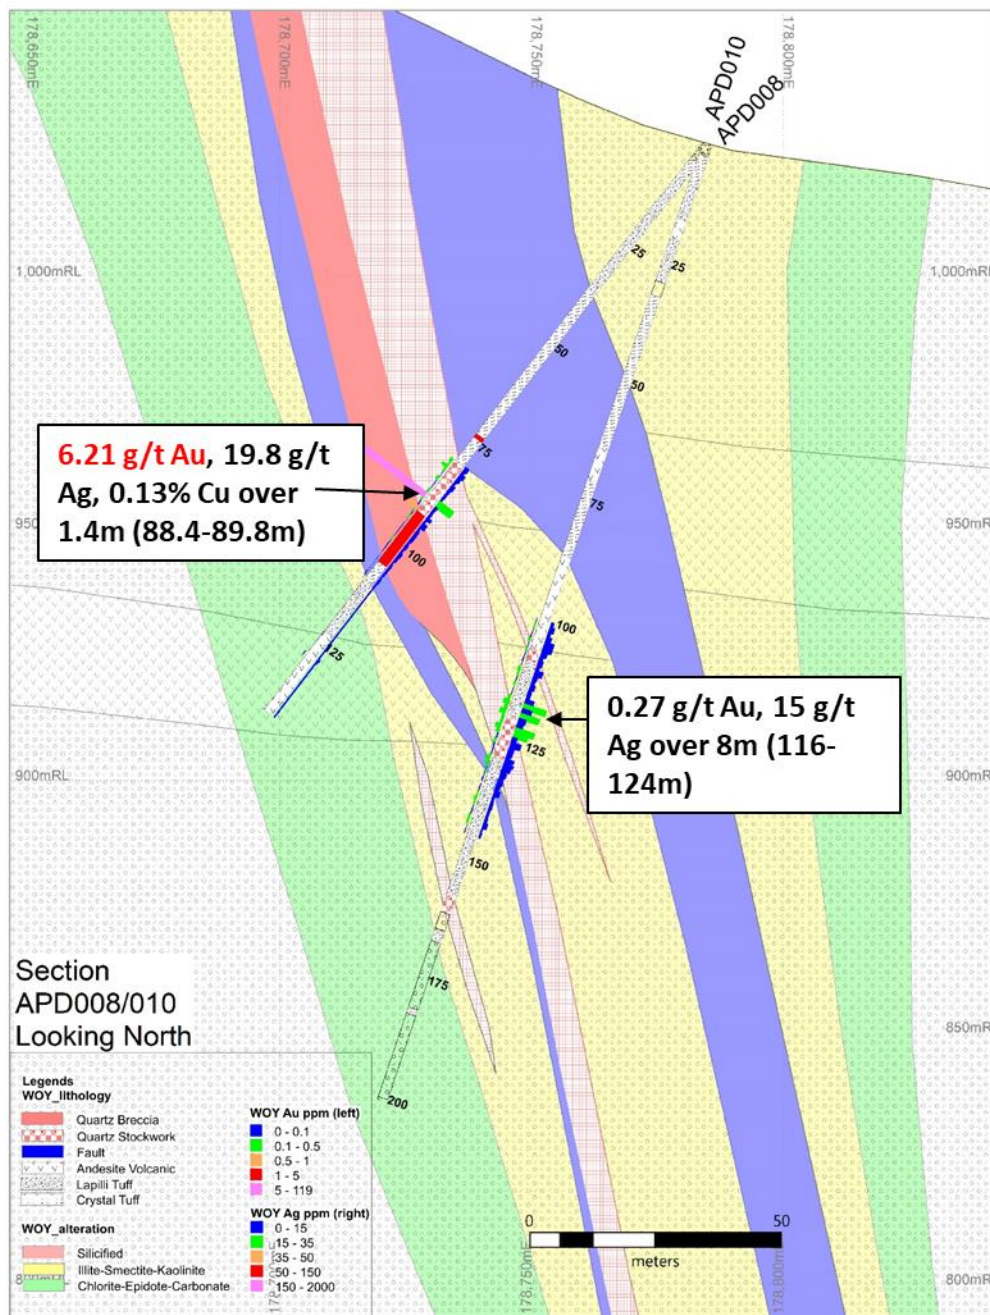 178,650mE
178,700mE
178,750mE
178,800mE
APD010
APD008
1,000mRL
1,000mRL
25
25
50
50
75
75
6.21 g/t Au, 19.8 g/t
Ag, 0.13% Cu over
1.4m (88.4-89.8m)
950mRL
950mRL
100
100
125
0.27 g/t Au, 15 g/t
Ag over 8m (116-
124m)
125
900mRL
900mRL
150
175
200
Section
APD008/010
Looking North
850mRL
Legends
WOY_lithology
Quartz Breccia
Quartz Stockwork
Fault
Andesite Volcanic
Lapilli Tuff
Crystal Tuff
WOY_alteration
Silicified
Illite-Smectite-Kaolinite
Chlorite-Epidote-Carbonate
WOY Au ppm (left)
0 - 0.1
0.1 - 0.5
0.5 - 1
1 - 5
5 - 119
WOY Ag ppm (right)
0 - 15
15 - 35
35 - 50
50 - 150
150 - 2000
0 50
meters
178,750mE
178,800mE
800mRL